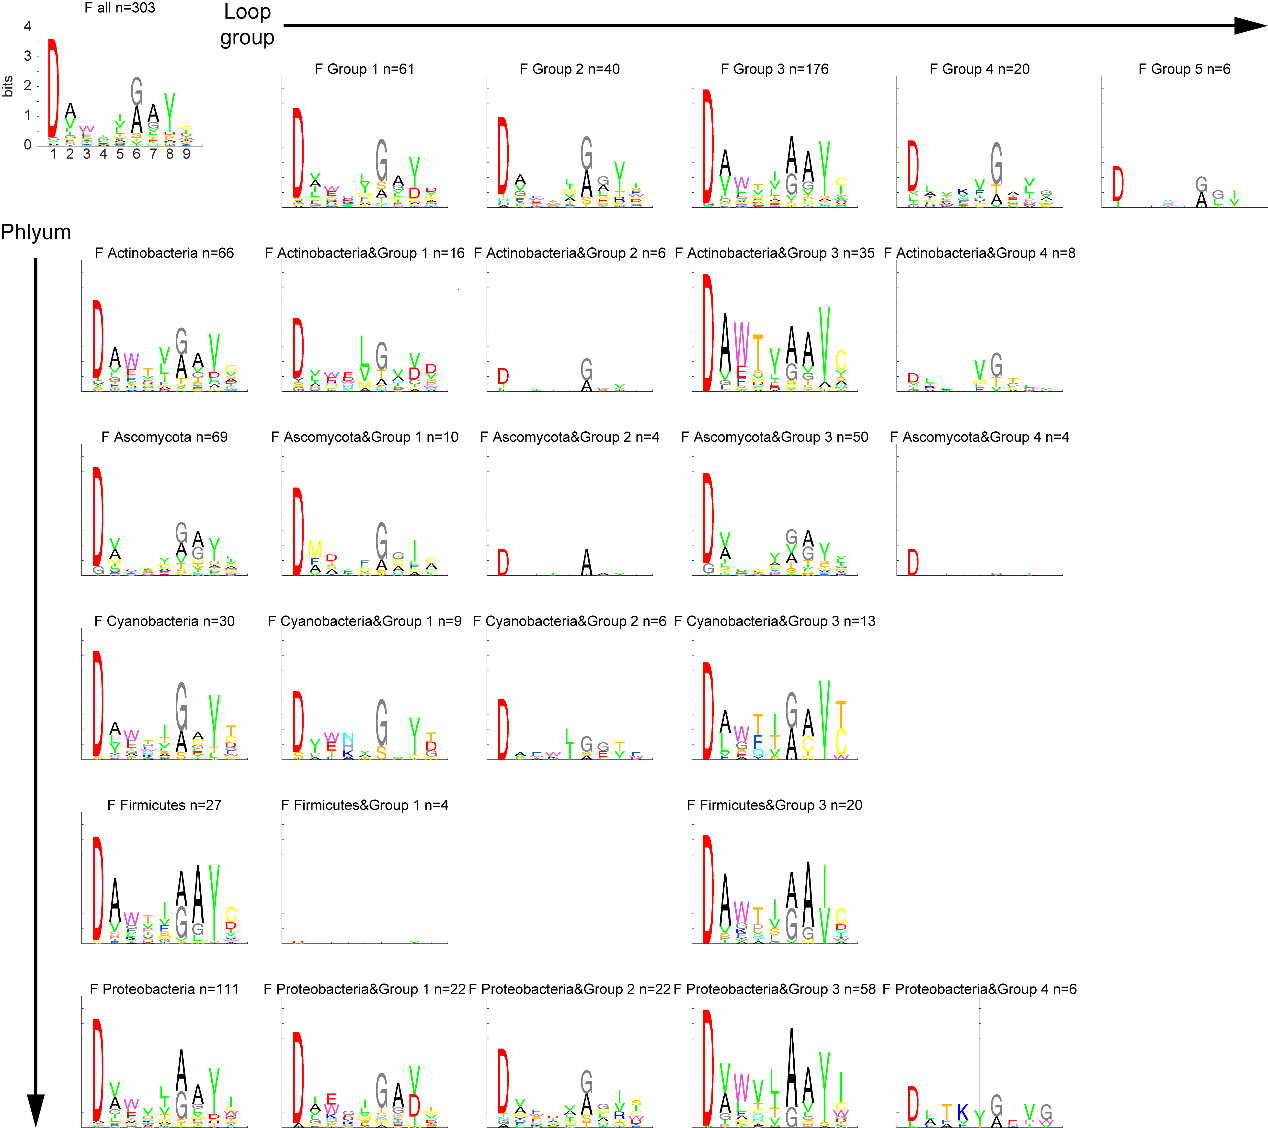 F all n=303
Loop
group
4
3
2
1
0
bits
1 2 3 4 5 6 7 8 9
F Group 1 n=61
F Group 2 n=40
F Group 3 n=176
F Group 4 n=20
F Group 5 n=6
Phlyum
F Actinobacteria n=66
F Actinobacteria&Group 1 n=16
F Actinobacteria&Group 2 n=6
F Actinobacteria&Group 3 n=35
F Actinobacteria&Group 4 n=8
F Ascomycota n=69
F Ascomycota&Group 1 n=10
F Ascomycota&Group 2 n=4
F Ascomycota&Group 3 n=50
F Ascomycota&Group 4 n=4
F Cyanobacteria n=30
F Cyanobacteria&Group 1 n=9
F Cyanobacteria&Group 2 n=6
F Cyanobacteria&Group 3 n=13
F Firmicutes n=27
F Firmicutes&Group 1 n=4
F Firmicutes&Group 3 n=20
F Proteobacteria n=111
F Proteobacteria&Group 1 n=22
F Proteobacteria&Group 2 n=22
F Proteobacteria&Group 3 n=58
F Proteobacteria&Group 4 n=6